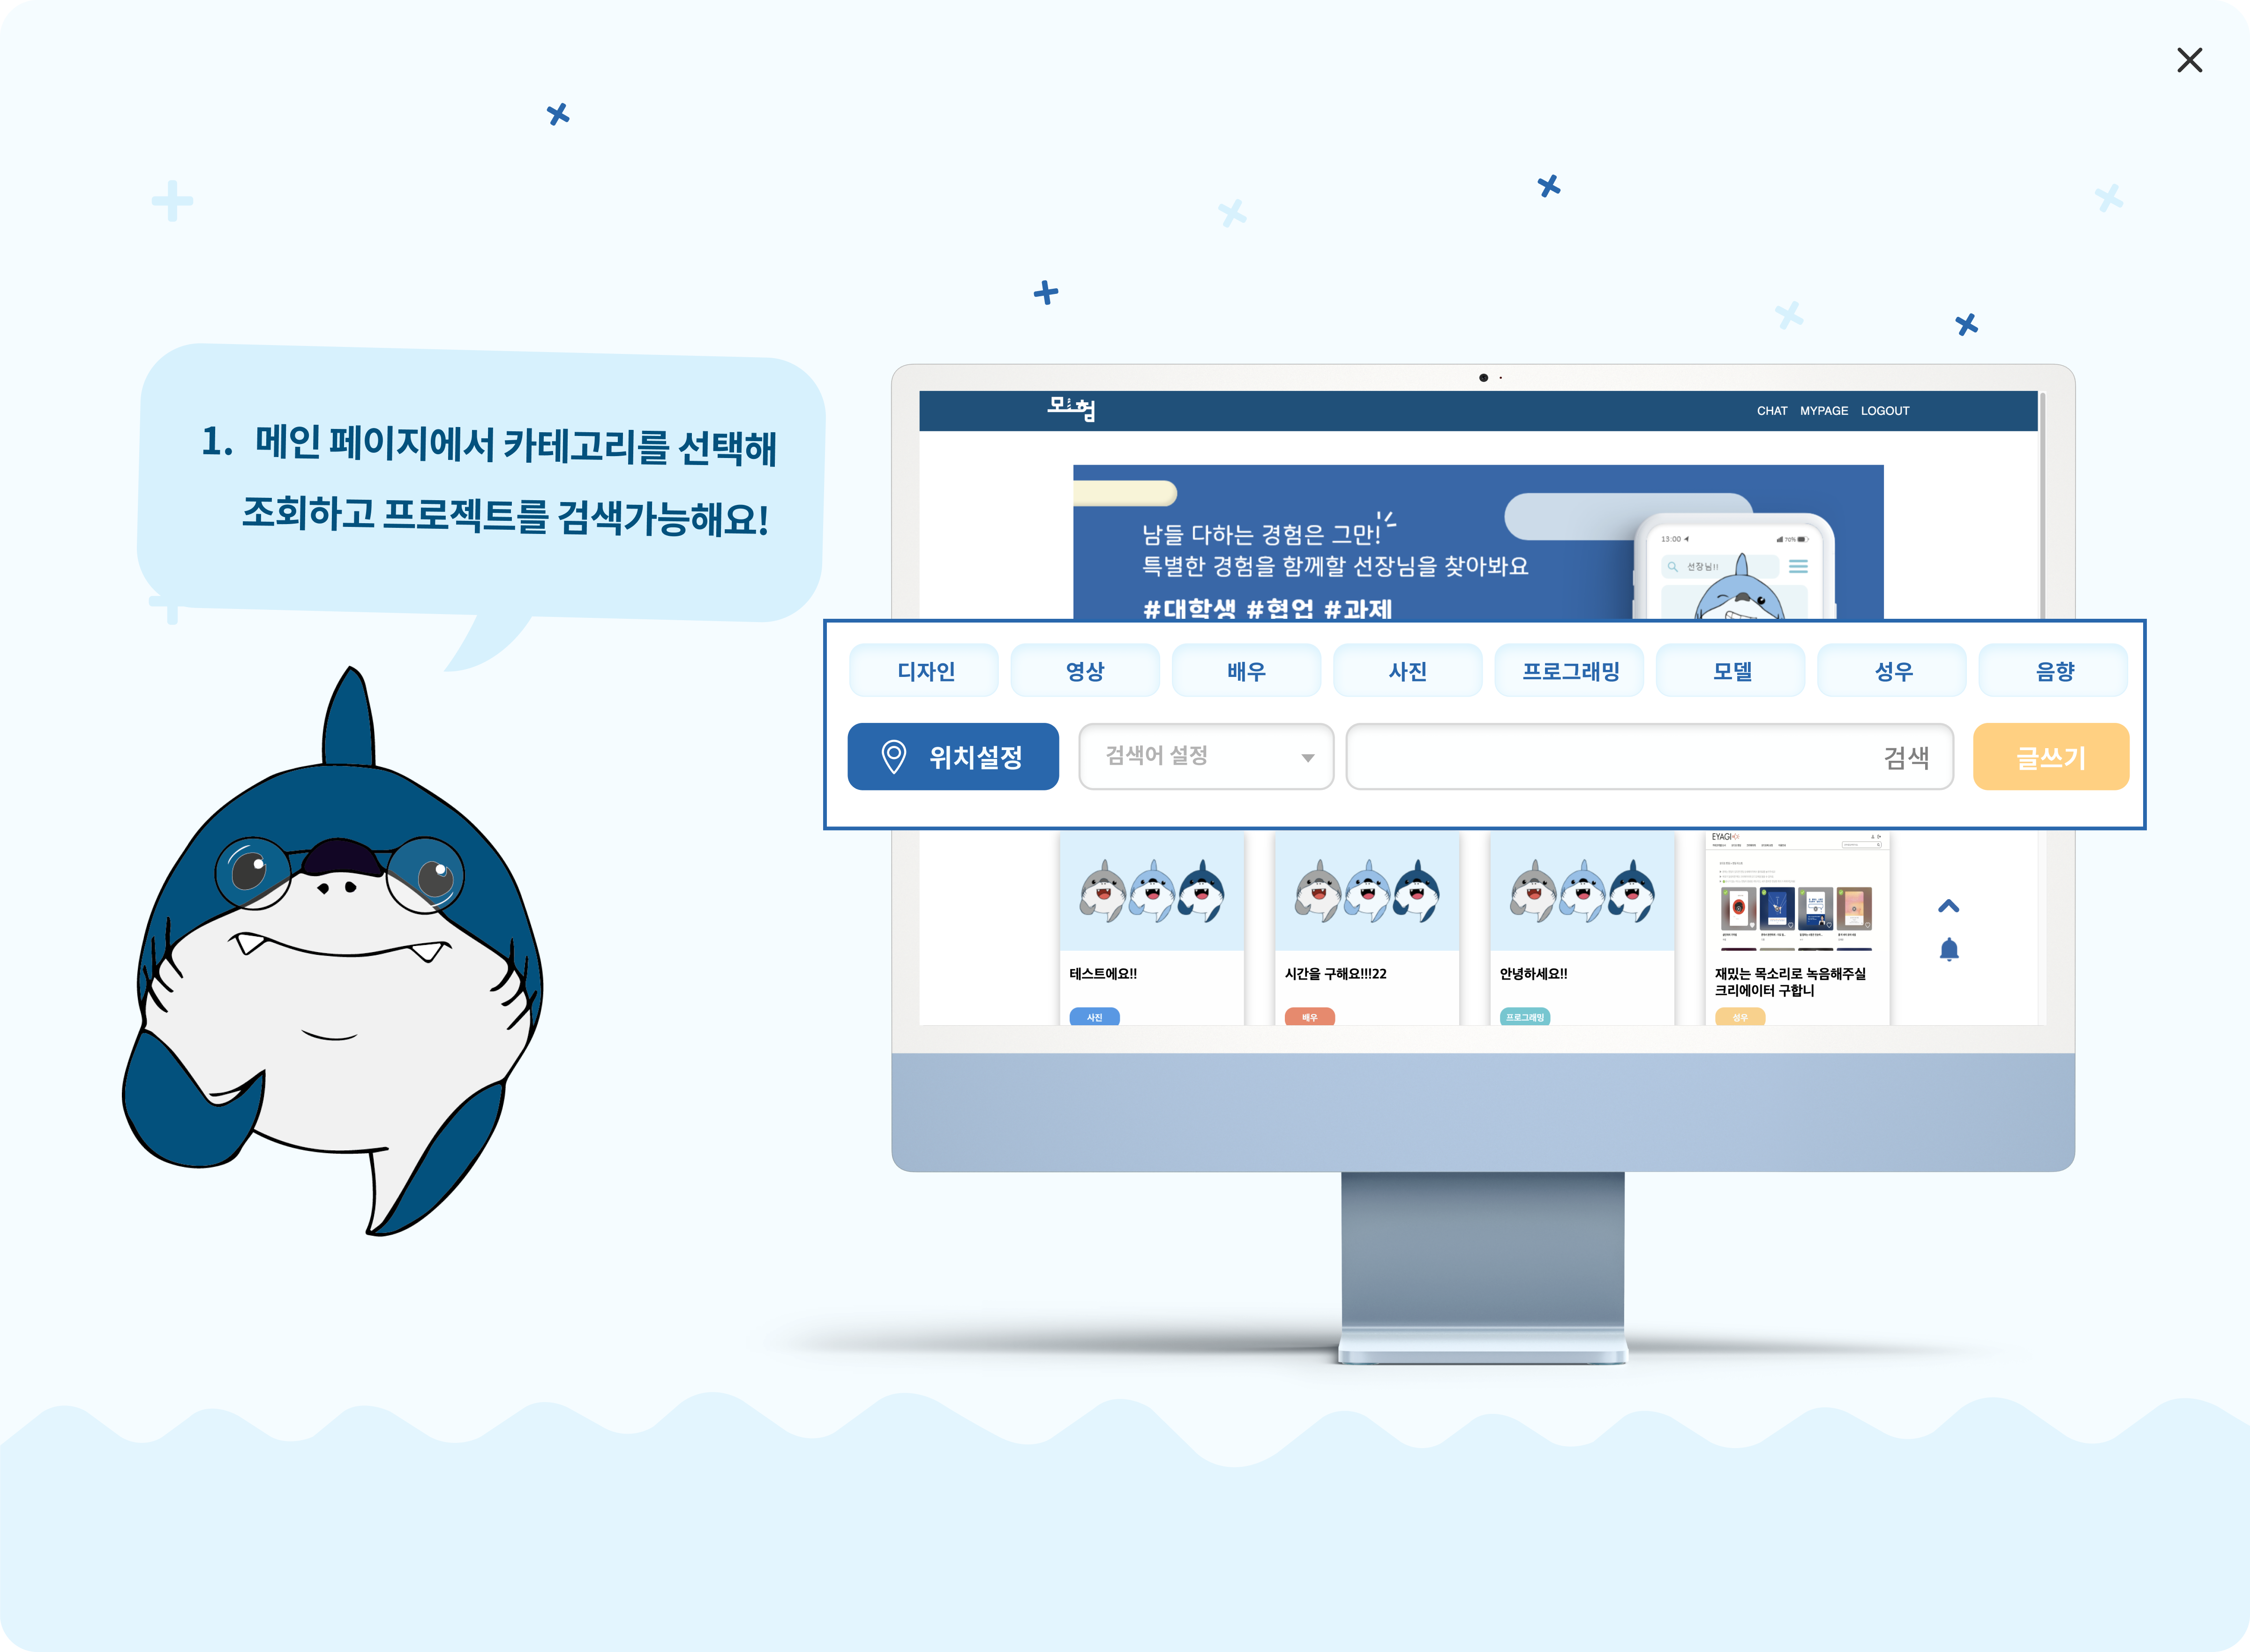 1. 메인 페이지에서 카테고리를 선택해
조회하고 프로젝트를 검색가능해요!
모험
CHAT MYPAGE LOGOUT
남들 다하는 경험은 그만!
특별한 경험을 함께할 선장님을 찾아봐요
#대학생 #협업 #과제
13:00
70%
선장님!!
디자인 영상 배우 사진 프로그래밍 모델 성우 음향
위치설정 검색어 설정 검색 글쓰기
EYAGI
테스트에요!!
사진
시간을 구해요!!!22
배우
안녕하세요!!
프로그래밍
재밌는 목소리로 녹음해주실
크리에이터 구합니
성우